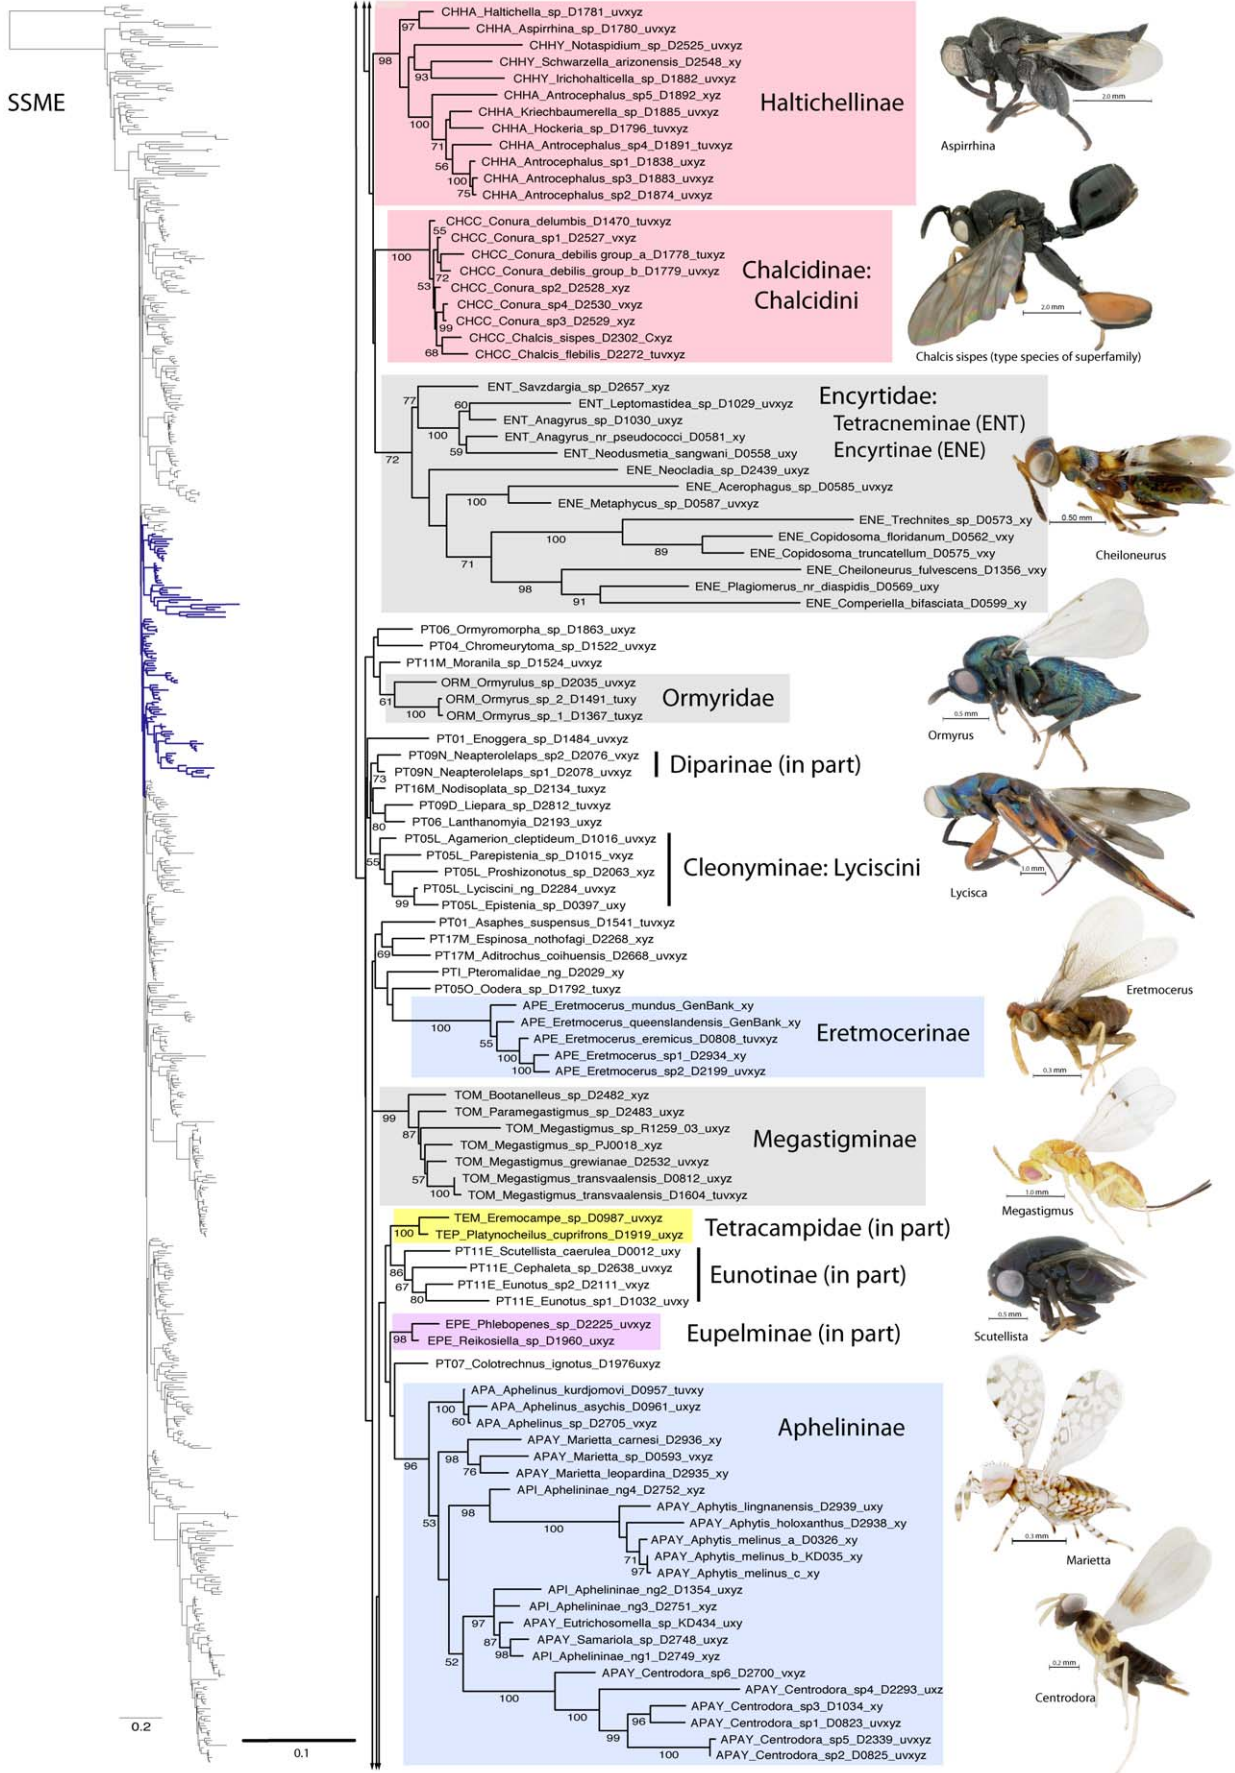 SSME
0.2
0.1
CHHA_Haltichella_sp_D1781_uvxyz
97
CHHA_Aspirrhina_sp_D1780_uvxyz
CHHY_Notaspidium_sp_D2525_uvxyz
98
CHHY_Schwarzella_arizonensis_D2548_xy
93
CHHY_Irichohalticella_sp_D1882_uvxyz
CHHA_Antrocephalus_sp5_D1892_xyz
Haltichellinae
CHHA_Kriechbaumerella_sp_D1885_uvxyz
100
CHHA_Hockeria_sp_D1796_tuvxyz
71
CHHA_Antrocephalus_sp4_D1891_tuvxyz
56
CHHA_Antrocephalus_sp1_D1838_uxyz
100
CHHA_Antrocephalus_sp3_D1883_uvxyz
75
CHHA_Antrocephalus_sp2_D1874_uvxyz
2.0 mm
Aspirrhina
CHCC_Conura_delumbis_D1470_tuvxyz
55
CHCC_Conura_sp1_D2527_vxyz
100
CHCC_Conura_debilis group_a_D1778_tuxyz
72
CHCC_Conura_debilis_group_b_D1779_uvxyz
53
CHCC_Conura_sp2_D2528_xyz
CHCC_Conura_sp4_D2530_vxyz
CHCC_Conura_sp3_D2529_xyz
99
CHCC_Chalcis_sispes_D2302_Cxyz
68
CHCC_Chalcis_flebilis_D2272_tuvxyz
Chalcidinae:
Chalcidini
2.0 mm
Chalcis sispes (type species of superfamily)
ENT_Savzdargia_sp_D2657_xyz
77
60
ENT_Leptomastidea_sp_D1029_uvxyz
ENT_Anagyrus_sp_D1030_uxyz
100
ENT_Anagyrus_nr_pseudococci_D0581_xy
59
ENT_Neodusmetia_sangwani_D0558_uxy
72
ENE_Neocladia_sp_D2439_uxyz
ENE_Acerophagus_sp_D0585_uvxyz
100
ENE_Metaphycus_sp_D0587_uvxyz
ENE_Trechnites_sp_D0573_xy
100
ENE_Copidosoma_floridanum_D0562_vxy
89
ENE_Copidosoma_truncatellum_D0575_vxy
71
ENE_Cheiloneurus_fulvescens_D1356_vxy
98
ENE_Plagiomerus_nr_diaspidis_D0569_uxy
91
ENE_Comperiella_bifasciata_D0599_xy
Encyrtidae:
Tetracneminae (ENT)
Encyrtinae (ENE)
0.50 mm
Cheiloneurus
PT06_Ormyromorpha_sp_D1863_uxyz
PT04_Chromeurytoma_sp_D1522_uvxyz
PT11M_Moranila_sp_D1524_uvxyz
ORM_Ormyrulus_sp_D2035_uvxyz
61
ORM_Ormyrus_sp_2_D1491_tuxy
100
ORM_Ormyrus_sp_1_D1367_tuxyz
Ormyridae
0.5 mm
Ormyrus
PT01_Enoggera_sp_D1484_uvxyz
PT09N_Neapterolelaps_sp2_D2076_vxyz
73
PT09N_Neapterolelaps_sp1_D2078_uvxyz
Diparinae (in part)
PT16M_Nodisoplata_sp_D2134_tuxyz
PT09D_Liepara_sp_D2812_tuvxyz
80
PT06_Lanthanomyia_D2193_uxyz
PT05L_Agamerion_cleptideum_D1016_uvxyz
55
PT05L_Parepistenia_sp_D1015_vxyz
PT05L_Proshizonotus_sp_D2063_xyz
PT05L_Lyciscini_ng_D2284_uvxyz
99
PT05L_Epistenia_sp_D0397_uxy
Cleonyminae: Lyciscini
1.0 mm
Lycisca
PT01_Asaphes_suspensus_D1541_tuvxyz
PT17M_Espinosa_nothofagi_D2268_xyz
69
PT17M_Aditrochus_coihuensis_D2668_uvxyz
PTI_Pteromalidae_ng_D2029_xy
PT05O_Oodera_sp_D1792_tuxyz
APE_Eretmocerus_mundus_GenBank_xy
100
APE_Eretmocerus_queenslandensis_GenBank_xy
55
APE_Eretmocerus_eremicus_D0808_tuvxyz
100
APE_Eretmocerus_sp1_D2934_xy
100
APE_Eretmocerus_sp2_D2199_uvxyz
Eretmocerinae
Eretmocerus
0.3 mm
TOM_Bootanelleus_sp_D2482_xyz
99
TOM_Paramegastigmus_sp_D2483_uxyz
87
TOM_Megastigmus_sp_R1259_03_uxyz
TOM_Megastigmus_sp_PJ0018_xyz
TOM_Megastigmus_grewianae_D2532_uvxyz
57
TOM_Megastigmus_transvaalensis_D0812_uxyz
100
TOM_Megastigmus_transvaalensis_D1604_tuvxyz
Megastigminae
1.0 mm
Megastigmus
TEM_Eremocampe_sp_D0987_uvxyz
100
TEP_Platynocheilus_cuprifrons_D1919_uxyz
Tetracampidae (in part)
PT11E_Scutellista_caerulea_D0012_uxy
86
PT11E_Cephaleta_sp_D2638_uvxyz
67
PT11E_Eunotus_sp2_D2111_vxyz
80
PT11E_Eunotus_sp1_D1032_uvxy
Eunotinae (in part)
0.5 mm
Scutellista
EPE_Phlebopenes_sp_D2225_uvxyz
98
EPE_Reikosiella_sp_D1960_uxyz
Eupelminae (in part)
PT07_Colotrechnus_ignotus_D1976uxyz
APA_Aphelinus_kurdjomovi_D0957_tuvxy
100
APA_Aphelinus_asychis_D0961_uxyz
60
APA_Aphelinus_sp_D2705_vxyz
Aphelininae
APAY_Marietta_carnesi_D2936_xy
98
APAY_Marietta_sp_D0593_vxyz
96
76
APAY_Marietta_leopardina_D2935_xy
API_Aphelininae_ng4_D2752_xyz
98
APAY_Aphytis_lingnanensis_D2939_uxy
53
100
APAY_Aphytis_holoxanthus_D2938_xy
APAY_Aphytis_melinus_a_D0326_xy
71
APAY_Aphytis_melinus_b_KD035_xy
97
APAY_Aphytis_melinus_c_xy
API_Aphelininae_ng2_D1354_uxyz
API_Aphelininae_ng3_D2751_xyz
97
APAY_Eutrichosomella_sp_KD434_uxy
87
APAY_Samariola_sp_D2748_uxyz
98
API_Aphelininae_ng1_D2749_xyz
52
APAY_Centrodora_sp6_D2700_vxyz
100
APAY_Centrodora_sp4_D2293_uxz
100
APAY_Centrodora_sp3_D1034_xy
96
APAY_Centrodora_sp1_D0823_uvxyz
99
APAY_Centrodora_sp5_D2339_uvxyz
100
APAY_Centrodora_sp2_D0825_uvxyz
0.3 mm
Marietta
0.2 mm
Centrodora